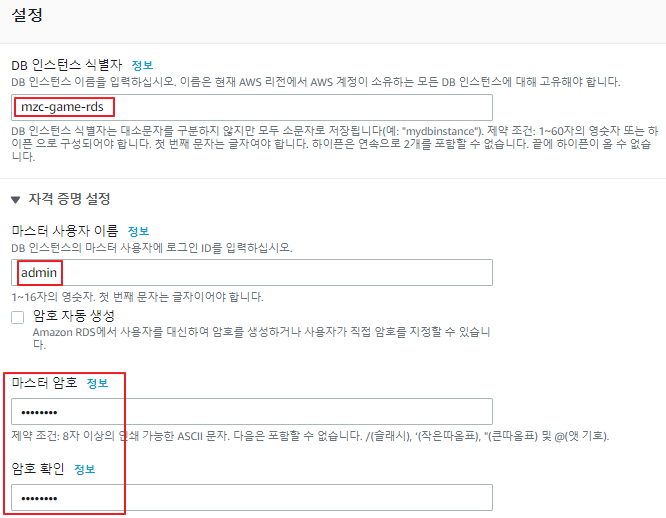 설정
DB 인스턴스 식별자 정보
DB 인스턴스 이름을 입력하십시오. 이름은 현재 AWS 리전에서 AWS 계정이 소유하는 모든 DB 인스턴스에 대해 고유해야 합니다.
mzc-game-rds
DB 인스턴스 식별자는 대소문자를 구분하지 않지만 모두 소문자로 저장됩니다(예: "mydbinstance"). 제약 조건: 1~60자의 영숫자 또는 하
이픈 으로 구성되어야 합니다. 첫 번째 문자는 글자여야 합니다. 하이픈은 연속으로 2개를 포함할 수 없습니다. 끝에 하이픈이 올 수 없습
니다.
▼ 자격 증명 설정
마스터 사용자 이름 정보
DB 인스턴스의 마스터 사용자에 로그인 ID를 입력하십시오.
admin
1~16자의 영숫자. 첫 번째 문자는 글자이어야 합니다.
암호 자동 생성
Amazon RDS에서 사용자를 대신하여 암호를 생성하거나 사용자가 직접 암호를 지정할 수 있습니
다.
마스터 암호 정보
••••••••
제약 조건: 8자 이상의 인쇄 가능한 ASCII 문자. 다음은 포함할 수 없습니다. /(슬래시), '(작은따옴표), "(큰따옴표) 및 @(앳 기호).
암호 확인 정보
••••••••